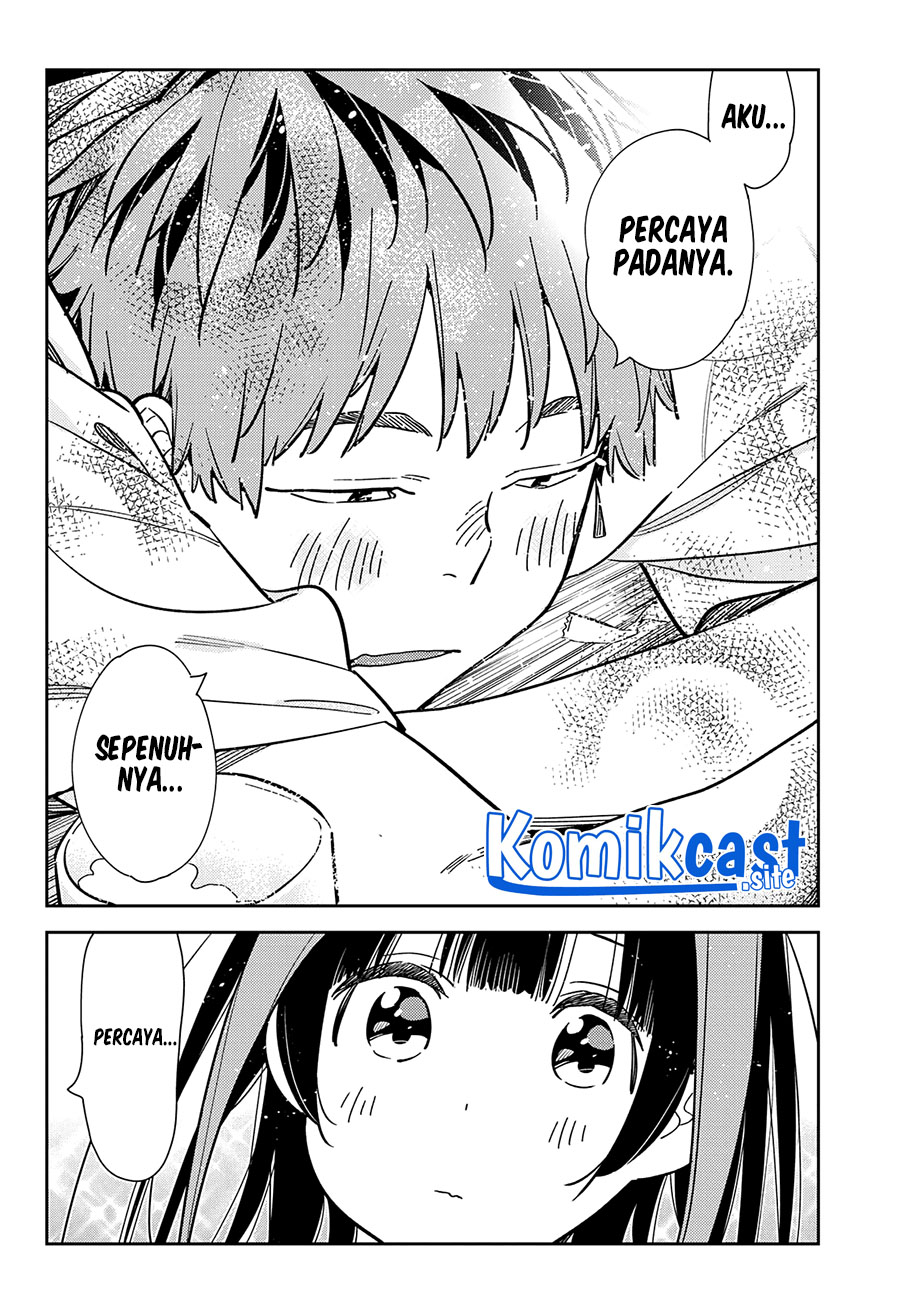 AKU...
PERCAYA
PADANYA.
SEPENUH-
NYA...
Komikcast
.site
PERCAYA...